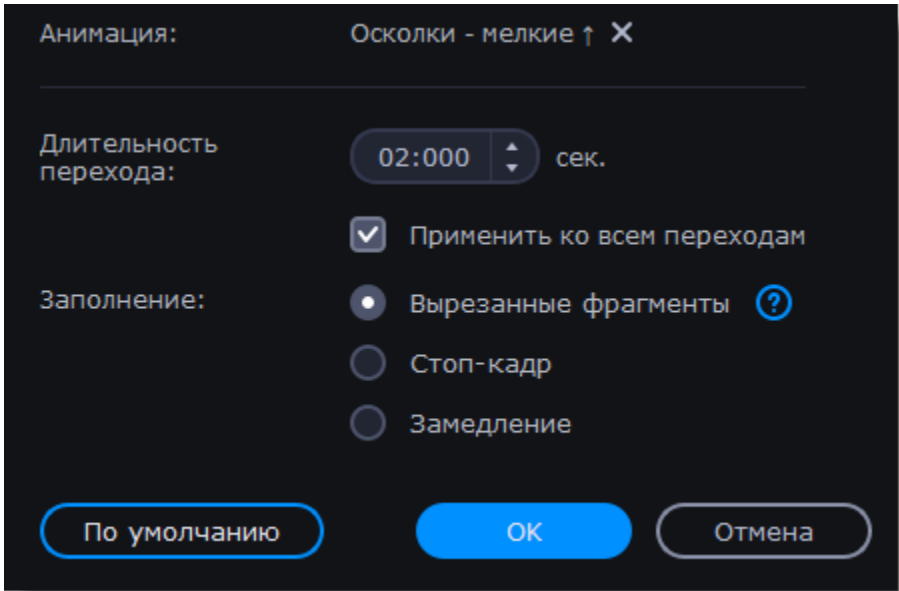 Анимация: Осколки - мелкие ↑ ✕
Длительность
перехода:
02:000 сек.
Применить ко всем переходам
Заполнение: Вырезанные фрагменты ?
Стоп-кадр
Замедление
По умолчанию OK Отмена